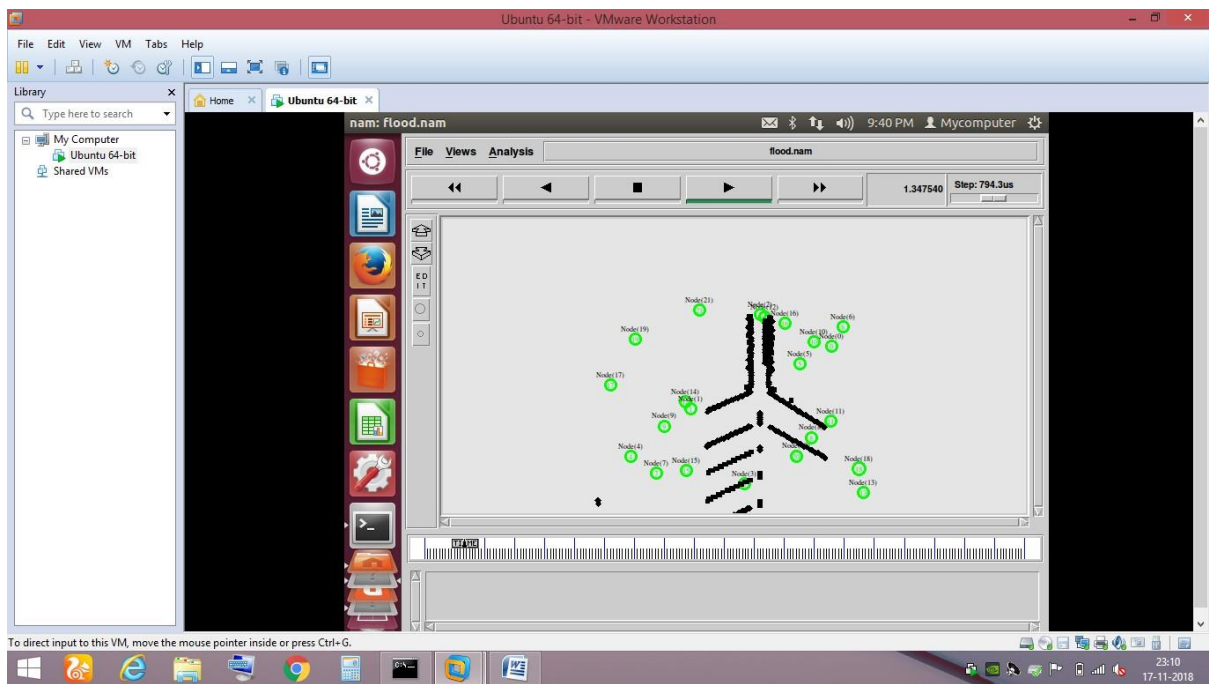 Ubuntu 64-bit - VMware Workstation
File Edit View VM Tabs Help
Library
Type here to search
My Computer
Ubuntu 64-bit
Shared VMs
Home
Ubuntu 64-bit
nam: flood.nam
9:40 PM Mycomputer
File Views Analysis
flood.nam
1.347540
Step: 794.3us
E D
I T
Node(21)
Node(2)
Node(16)
Node(6)
Node(19)
Node(10)
Node(0)
Node(5)
Node(17)
Node(14)
Node(1)
Node(9)
Node(11)
Node(4)
Node(7)
Node(15)
Node(3)
Node(18)
Node(13)
TIME
To direct input to this VM, move the mouse pointer inside or press Ctrl+G.
23:10
17-11-2018